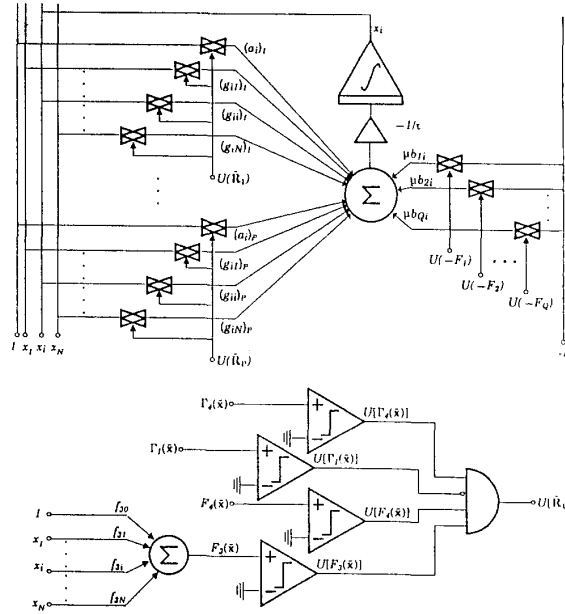 x_i
(a_i)_1
(g_i1)_1
(g_ii)_1
(g_iN)_1
U(R̂_1)
−1/τ
Σ
μb_1i
μb_2i
μb_Qi
U(−F_1)
U(−F_2)
U(−F_Q)
(a_i)_P
(g_i1)_P
(g_ii)_P
(g_iN)_P
1 x_1 x_i x_N
Γ_4(x̄)
U[Γ_4(x̄)]
Γ_1(x̄)
U[Γ_1(x̄)]
F_4(x̄)
U[F_4(x̄)]
1
f_30
x_1
f_31
x_i
f_3i
x_N
f_3N
Σ
F_3(x̄)
U[F_3(x̄)]